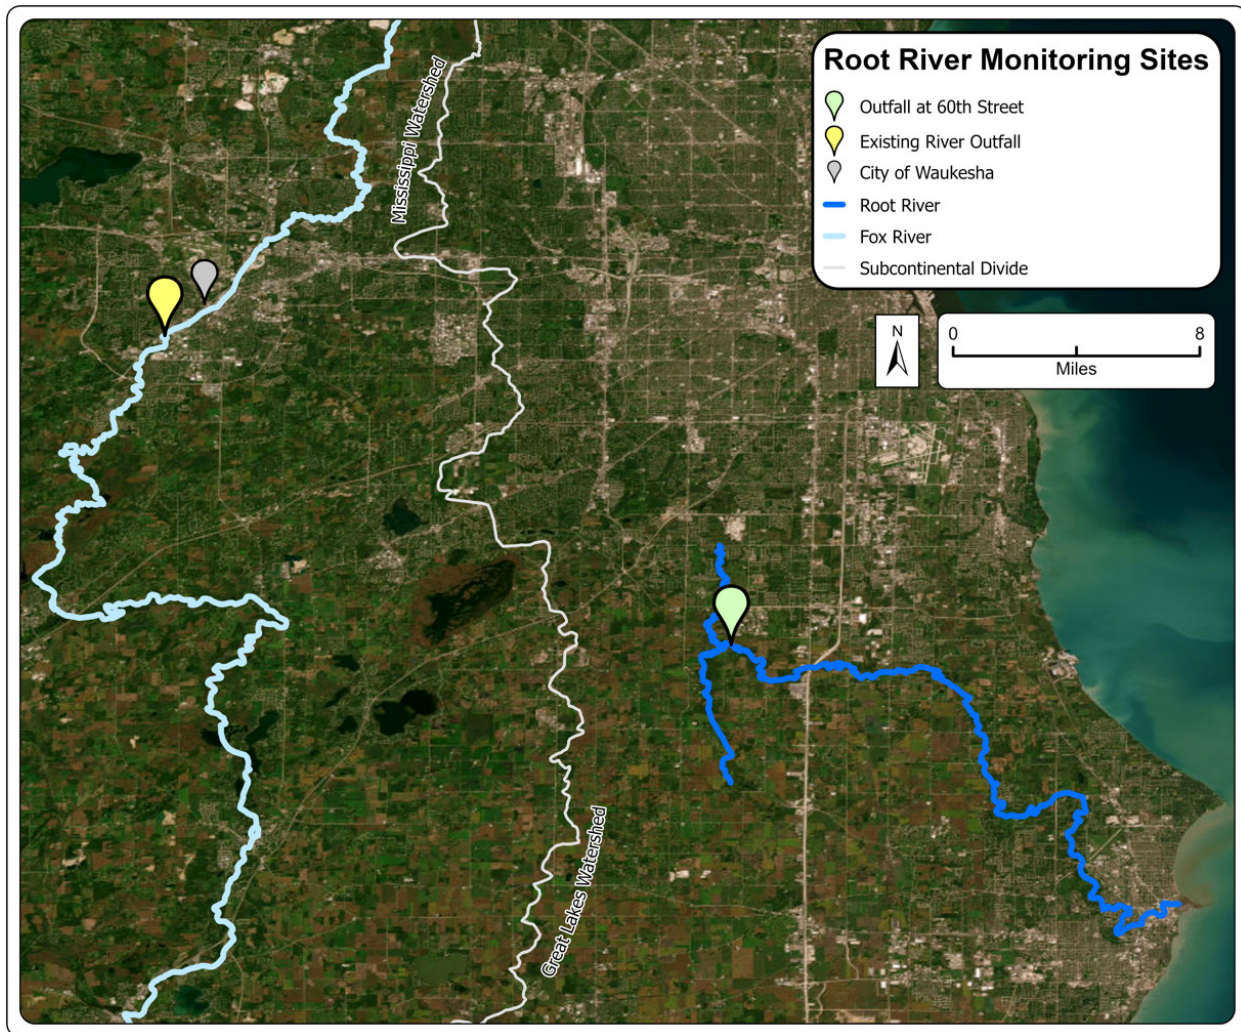 Root River Monitoring Sites
Outfall at 60th Street
Existing River Outfall
City of Waukesha
Root River
Fox River
Subcontinental Divide
Mississippi Watershed
N
0 8
Miles
Great Lakes Watershed